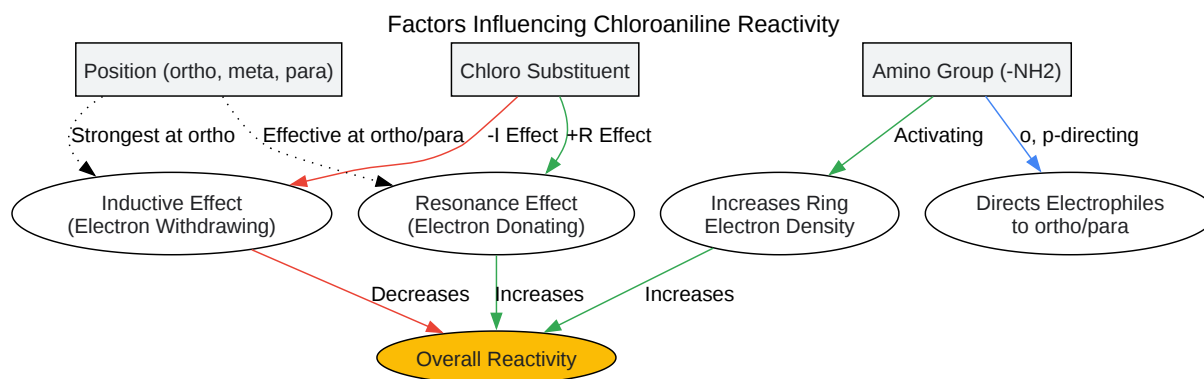 Factors Influencing Chloroaniline Reactivity
Position (ortho, meta, para)
Chloro Substituent
Amino Group (-NH2)
Strongest at ortho
Effective at ortho/para
-I Effect
+R Effect
Activating
o, p-directing
Inductive Effect
(Electron Withdrawing)
Resonance Effect
(Electron Donating)
Increases Ring
Electron Density
Directs Electrophiles
to ortho/para
Decreases
Increases
Increases
Overall Reactivity